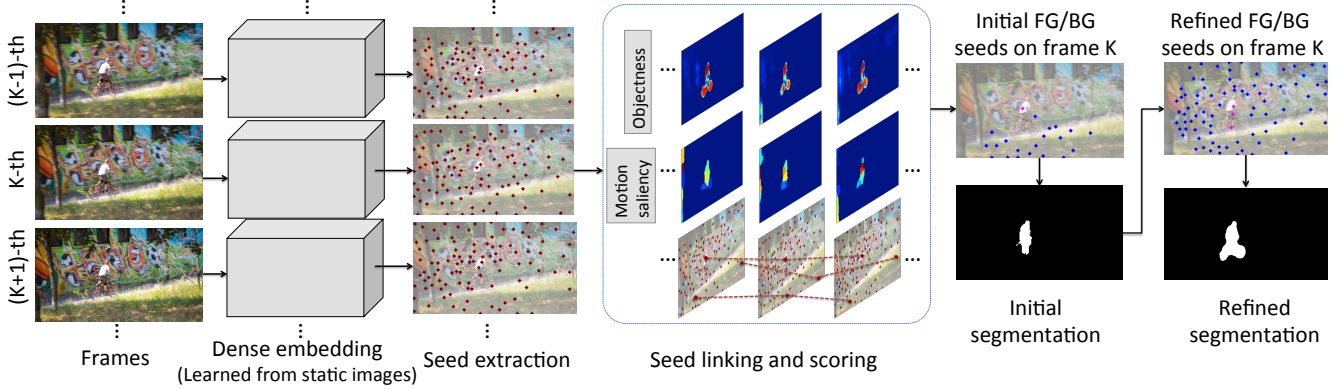 (K-1)-th
K-th
(K+1)-th
Frames
Dense embedding
(Learned from static images)
Seed extraction
Objectness
Motion
saliency
Seed linking and scoring
Initial FG/BG
seeds on frame K
Refined FG/BG
seeds on frame K
Initial
segmentation
Refined
segmentation